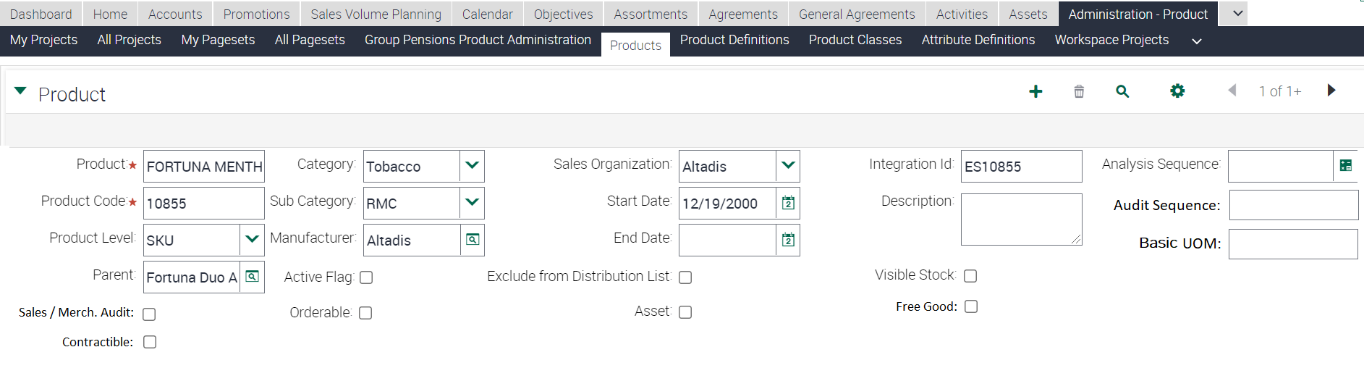 Dashboard Home Accounts Promotions Sales Volume Planning Calendar Objectives Assortments Agreements General Agreements Activities Assets Administration - Product
My Projects All Projects My Pagesets All Pagesets Group Pensions Product Administration Products Product Definitions Product Classes Attribute Definitions Workspace Projects
Product 1 of 1+
Product:★ FORTUNA MENTH Category: Tobacco Sales Organization: Altadis Integration Id: ES10855 Analysis Sequence:
Product Code:★ 10855 Sub Category: RMC Start Date: 12/19/2000 Description: Audit Sequence:
Product Level: SKU Manufacturer: Altadis End Date: Basic UOM:
Parent: Fortuna Duo A Active Flag: Exclude from Distribution List: Visible Stock:
Sales / Merch. Audit: Orderable: Asset: Free Good:
Contractible: